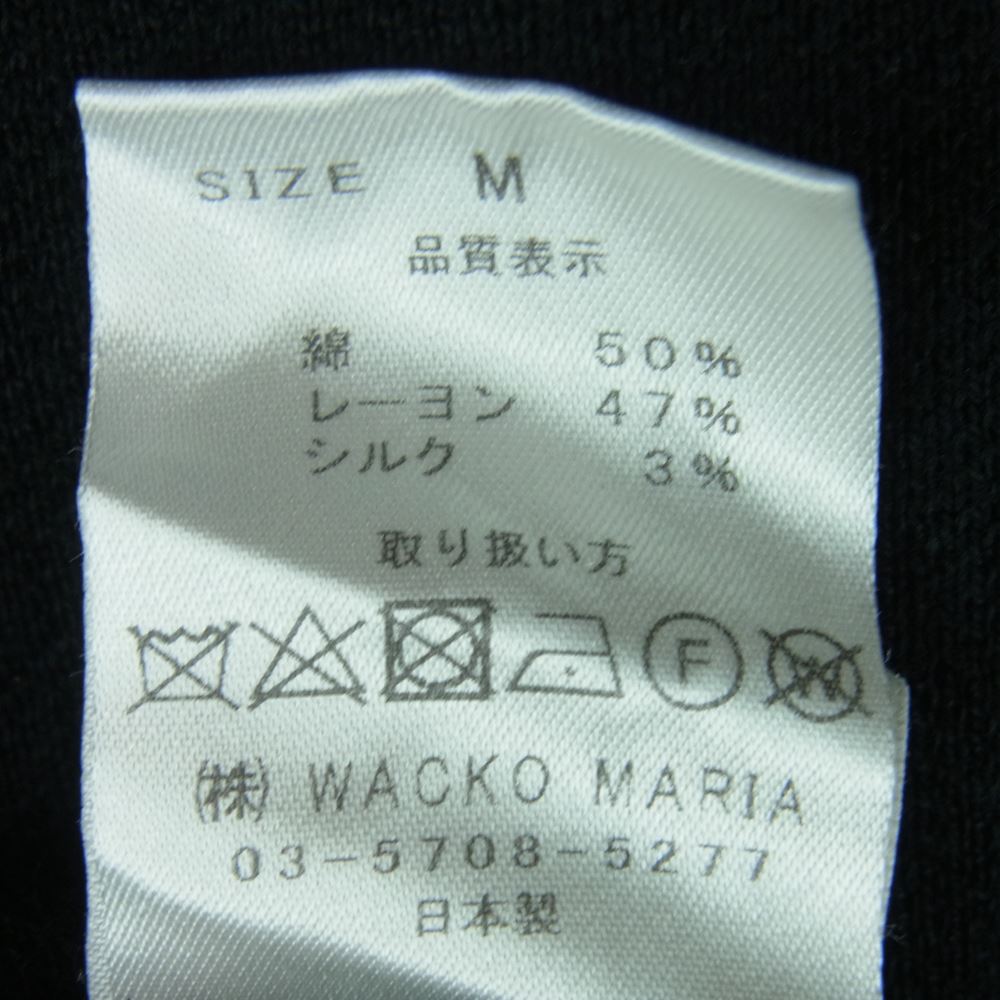 SIZE M
品質表示
綿 50%
レーヨン 47%
シルク 3%
取り扱い方
F W
(株) WACKO MARIA
03-5708-5277
日本製